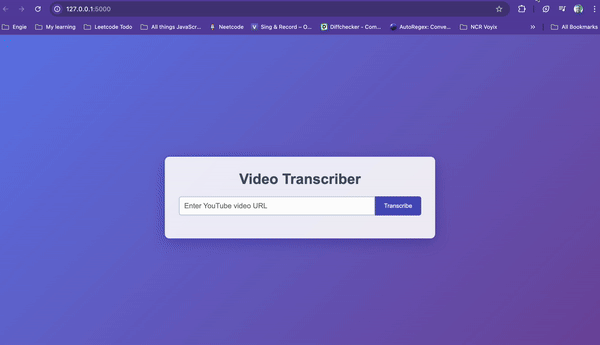 127.0.0.1:5000
Engie My learning Leetcode Todo All things JavaScr... Neetcode Sing & Record – O... Diffchecker - Com... AutoRegex: Conve... NCR Voyix » All Bookmarks
Video Transcriber
Enter YouTube video URL Transcribe